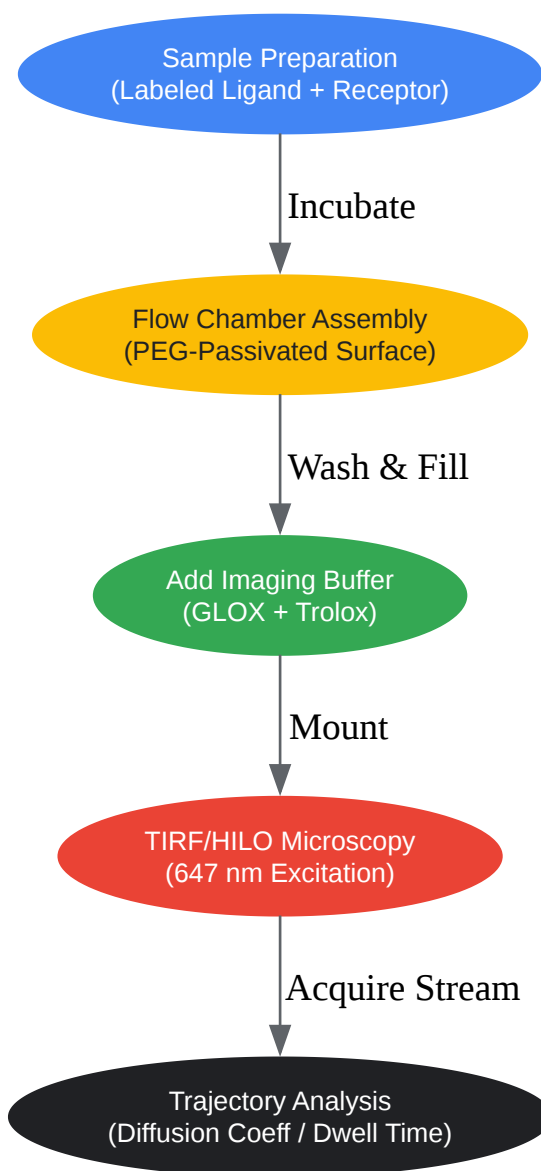 Sample Preparation
(Labeled Ligand + Receptor)
Incubate
Flow Chamber Assembly
(PEG-Passivated Surface)
Wash & Fill
Add Imaging Buffer
(GLOX + Trolox)
Mount
TIRF/HILO Microscopy
(647 nm Excitation)
Acquire Stream
Trajectory Analysis
(Diffusion Coeff / Dwell Time)